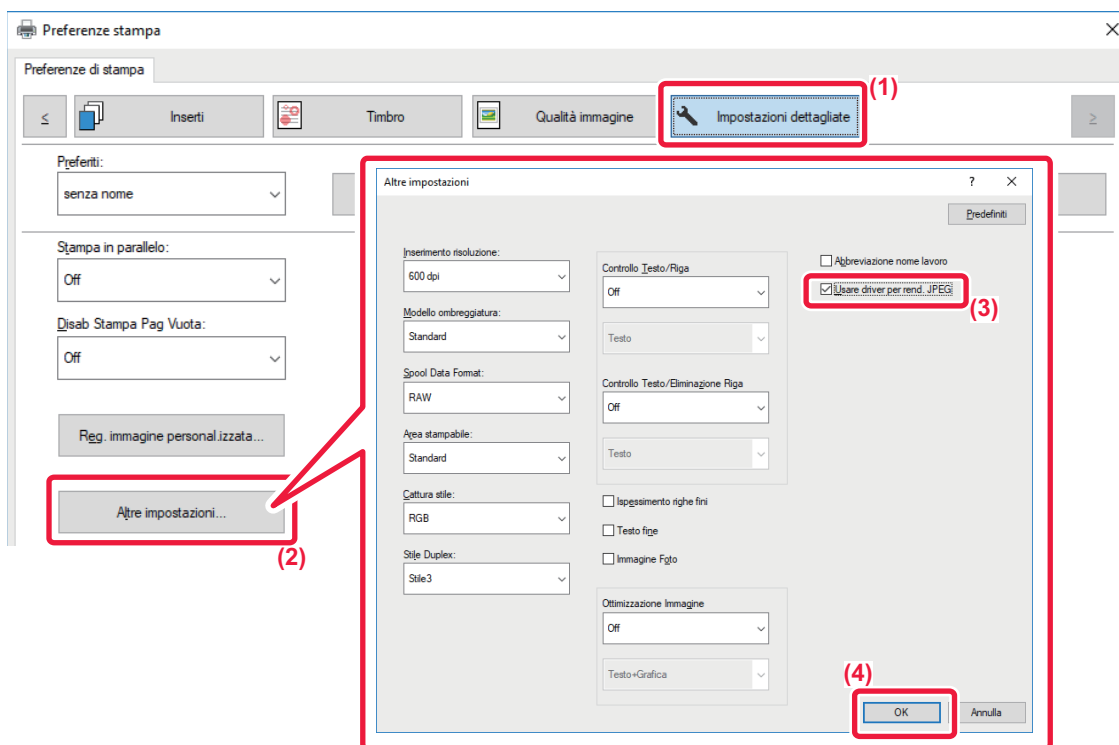 Preferenze stampa
Preferenze di stampa
(1)
< Inserti Timbro Qualità immagine Impostazioni dettagliate >
Preferiti:
senza nome
Stampa in parallelo:
Off
Disab Stampa Pag Vuota:
Off
Reg. immagine personal.izzata...
Altre impostazioni...
(2)
Altre impostazioni ?
Predefiniti
Inserimento risoluzione:
600 dpi
Modello ombreggiatura:
Standard
Spool Data Format:
RAW
Area stampabile:
Standard
Cattura stile:
RGB
Stile Duplex:
Stile3
Controllo Testo/Riga
Off
Testo
Controllo Testo/Eliminazione Riga
Off
Testo
Ispessimento righe fini
Testo fine
Immagine Foto
Ottimizzazione Immagine
Off
Testo+Grafica
Abbreviazione nome lavoro
Usare driver per rend. JPEG
(3)
(4)
OK Annulla